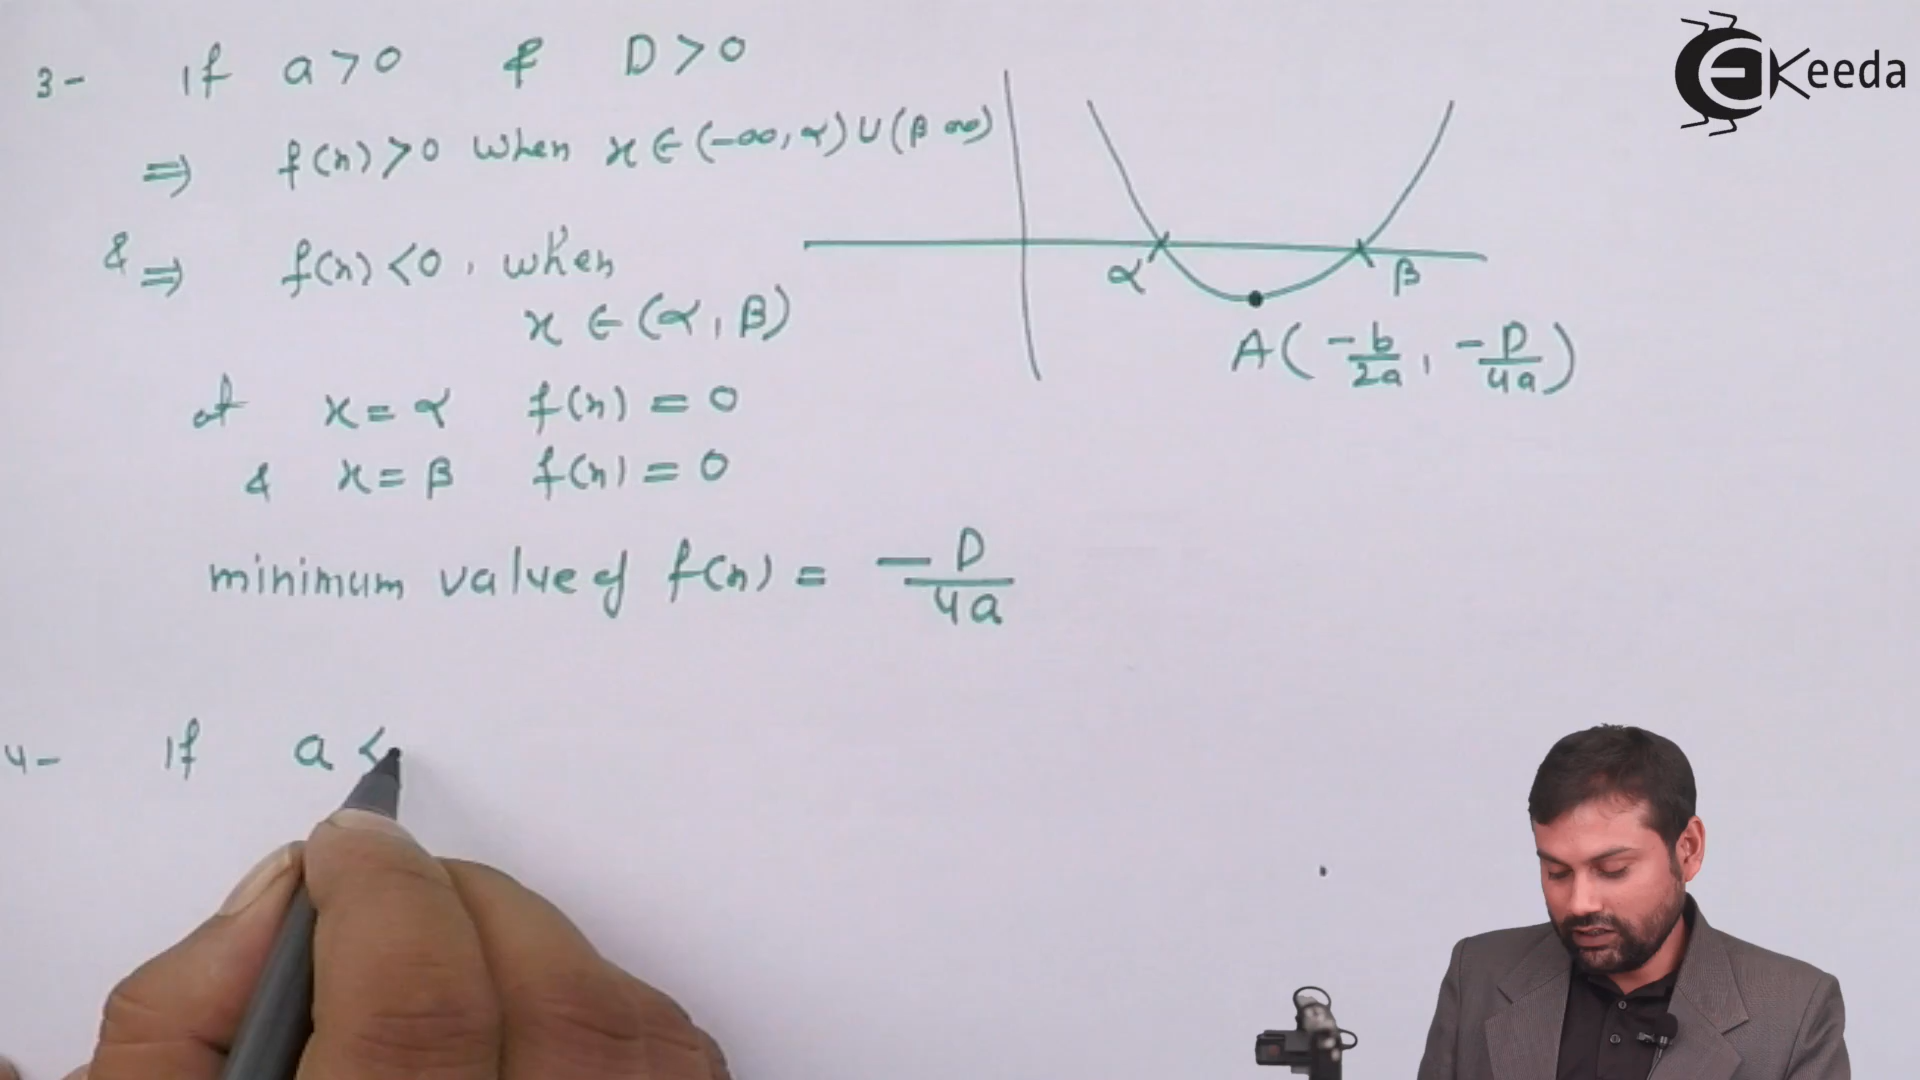 3- If a>0 & D>0
⇒ f(x)>0 when x∈(-∞,α)∪(β ∞)
& ⇒ f(x)<0, when
x∈(α,β)
at x=α f(x)=0
& x=β f(x)=0
minimum value of f(x) = -D/4a
4- If a<
α β
A(-b/2a, -D/4a)
EKeeda